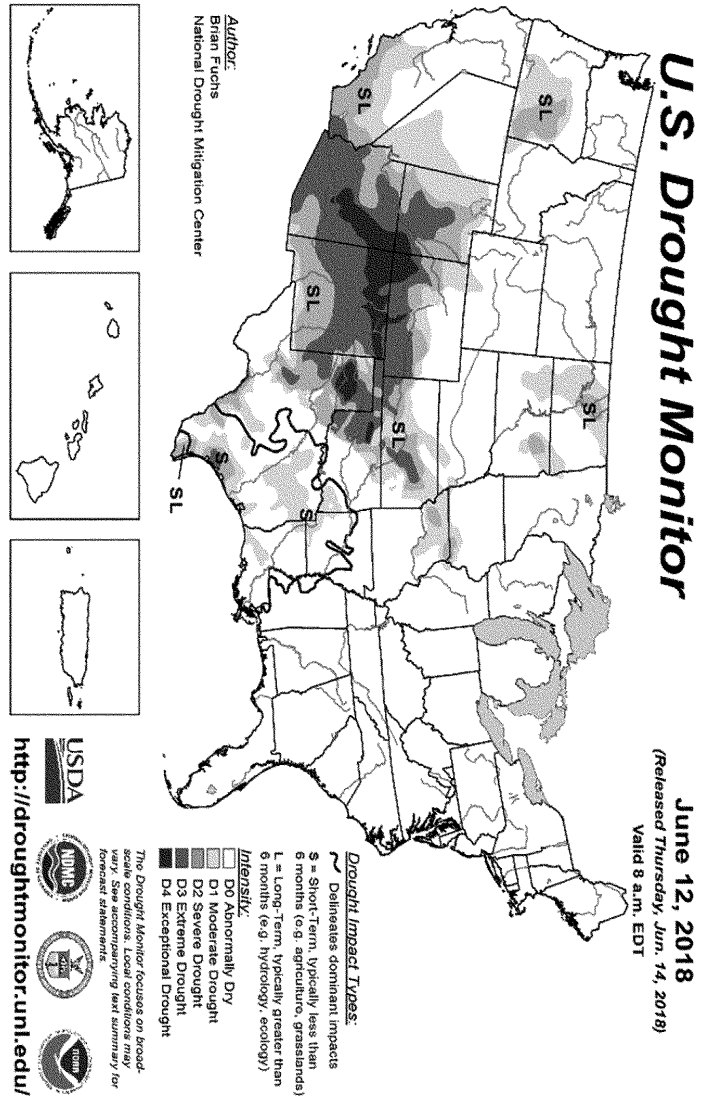 U.S. Drought Monitor
June 12, 2018
(Released Thursday, Jun. 14, 2018)
Valid 8 a.m. EDT
SL
SL
SL
SL
SL
S
S
SL
Drought Impact Types:
Delineates dominant impacts
S = Short-Term, typically less than
6 months (e.g. agriculture, grasslands)
L = Long-Term, typically greater than
6 months (e.g. hydrology, ecology)
Intensity:
D0 Abnormally Dry
D1 Moderate Drought
D2 Severe Drought
D3 Extreme Drought
D4 Exceptional Drought
Author:
Brian Fuchs
National Drought Mitigation Center
The Drought Monitor focuses on broad-
scale conditions. Local conditions may
vary. See accompanying text summary for
forecast statements.
USDA
NDMC
NOAA
http://droughtmonitor.unl.edu/